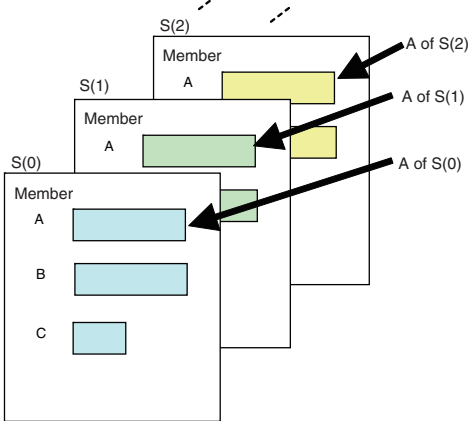 S(2)
Member
A
A of S(2)
S(1)
Member
A
A of S(1)
S(0)
Member
A
A of S(0)
B
C